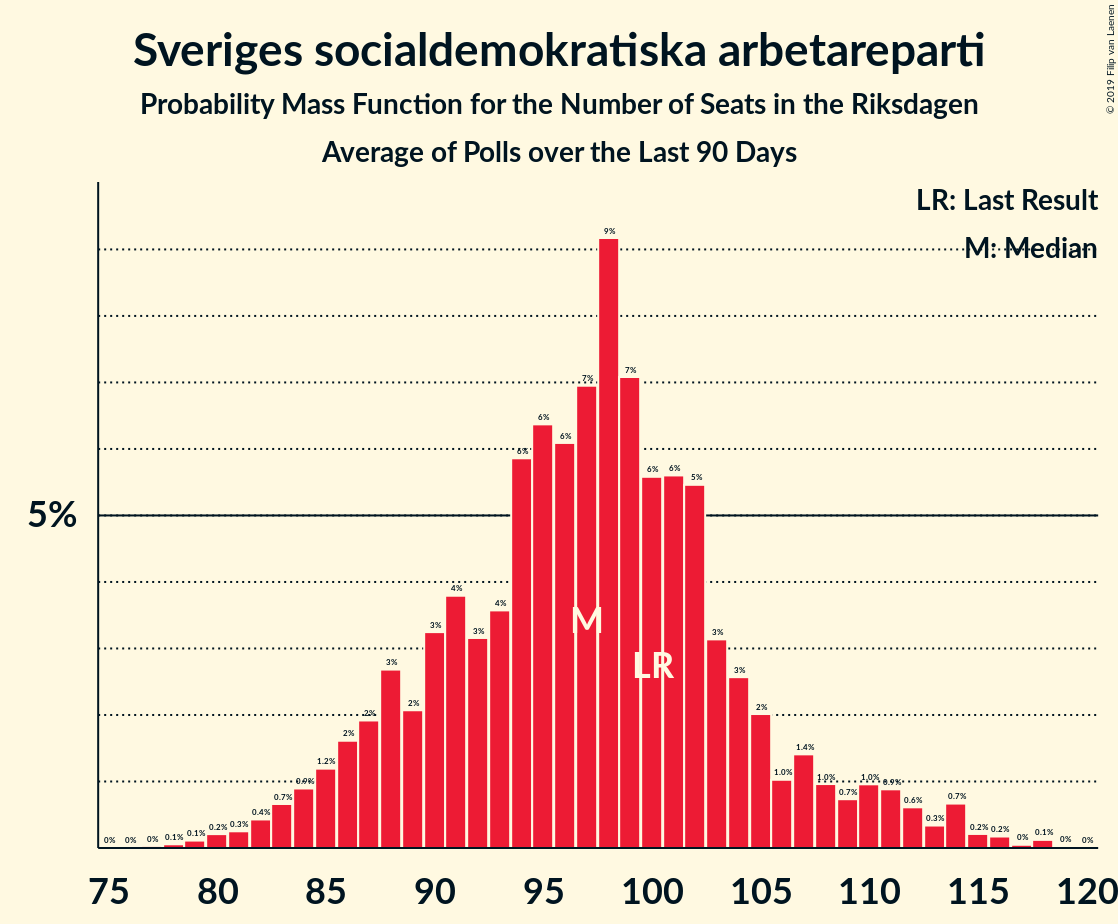 Sveriges socialdemokratiska arbetareparti
Probability Mass Function for the Number of Seats in the Riksdagen
Average of Polls over the Last 90 Days
© 2019 Filip van Laenen
LR: Last Result
M: Median
5%
0% 0% 0% 0.1% 0.1% 0.2% 0.3% 0.4% 0.7% 0.9% 1.2% 2% 2% 3% 2% 3% 4% 3% 4% 6% 6% 6% 7% 9% 7% 6% 6% 5% 3% 3% 2% 1.0% 1.4% 1.0% 0.7% 1.0% 0.9% 0.6% 0.3% 0.7% 0.2% 0.2% 0% 0.1% 0% 0%
M
LR
75 80 85 90 95 100 105 110 115 120